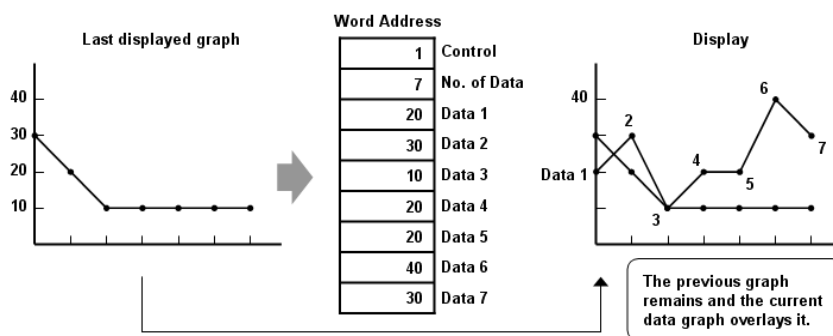 Last displayed graph
40
30
20
10
Word Address
1 Control
7 No. of Data
20 Data 1
30 Data 2
10 Data 3
20 Data 4
20 Data 5
40 Data 6
30 Data 7
Display
40
Data 1
2
3
4
5
6
7
The previous graph
remains and the current
data graph overlays it.